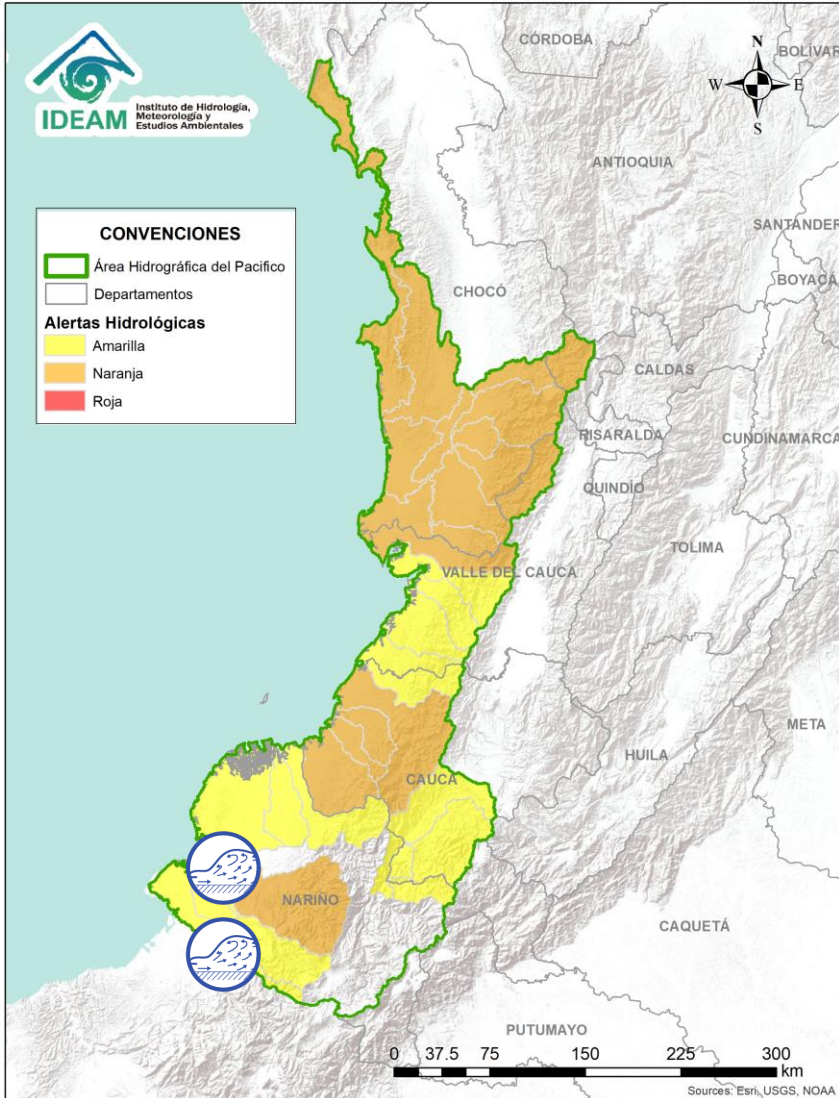 IDEAM
Instituto de Hidrología,
Meteorología y
Estudios Ambientales
N
W
E
S
CÓRDOBA
BOLÍVAR
ANTIOQUIA
SANTANDER
BOYACÁ
CHOCÓ
CALDAS
RISARALDA
CUNDINAMARCA
QUINDÍO
TOLIMA
VALLE DEL CAUCA
META
HUILA
CAUCA
NARIÑO
CAQUETÁ
PUTUMAYO
CONVENCIONES
Área Hidrográfica del Pacifico
Departamentos
Alertas Hidrológicas
Amarilla
Naranja
Roja
0 37.5 75 150 225 300
km
Sources: Esri, USGS, NOAA